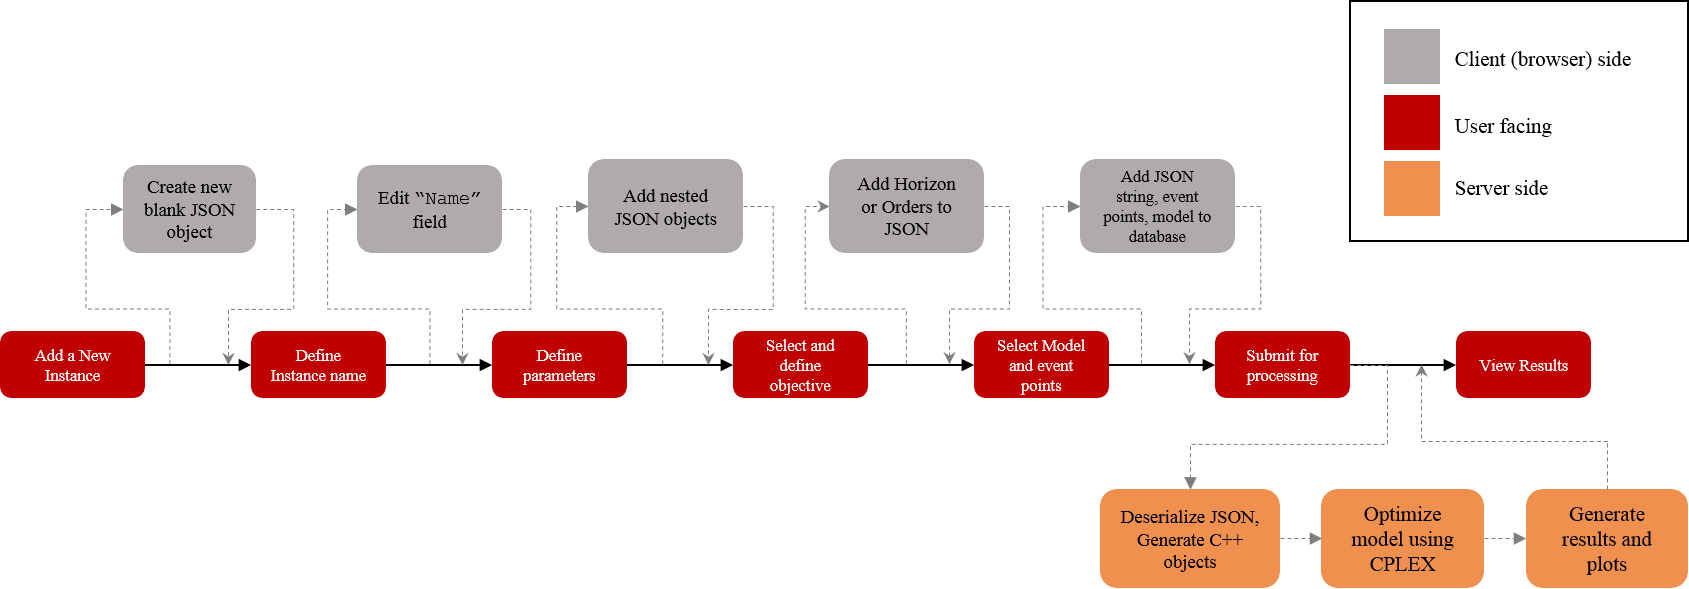 Client (browser) side
User facing
Server side
Create new
blank JSON
object
Edit “Name”
field
Add nested
JSON objects
Add Horizon
or Orders to
JSON
Add JSON
string, event
points, model to
database
Add a New
Instance
Define
Instance name
Define
parameters
Select and
define
objective
Select Model
and event
points
Submit for
processing
View Results
Deserialize JSON,
Generate C++
objects
Optimize
model using
CPLEX
Generate
results and
plots